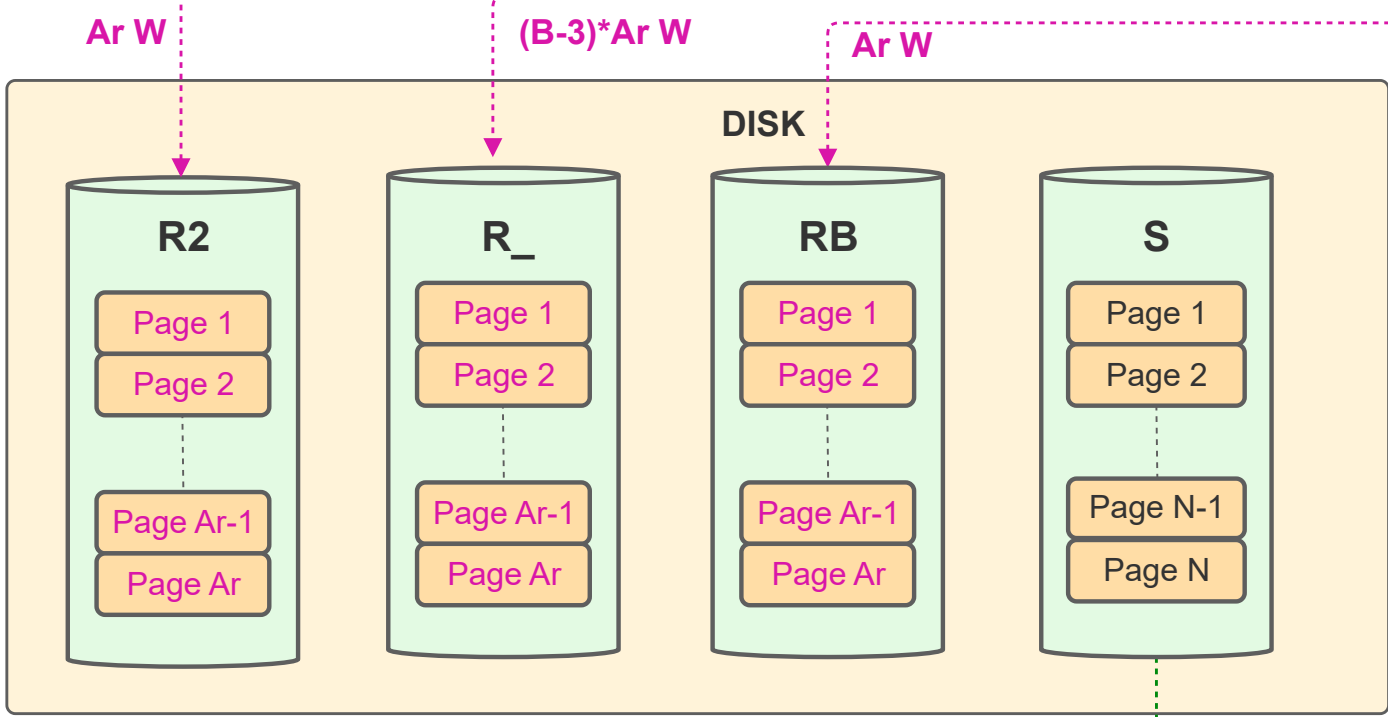 Ar W
(B-3)*Ar W
Ar W
DISK
R2
Page 1
Page 2
Page Ar-1
Page Ar
R_
Page 1
Page 2
Page Ar-1
Page Ar
RB
Page 1
Page 2
Page Ar-1
Page Ar
S
Page 1
Page 2
Page N-1
Page N